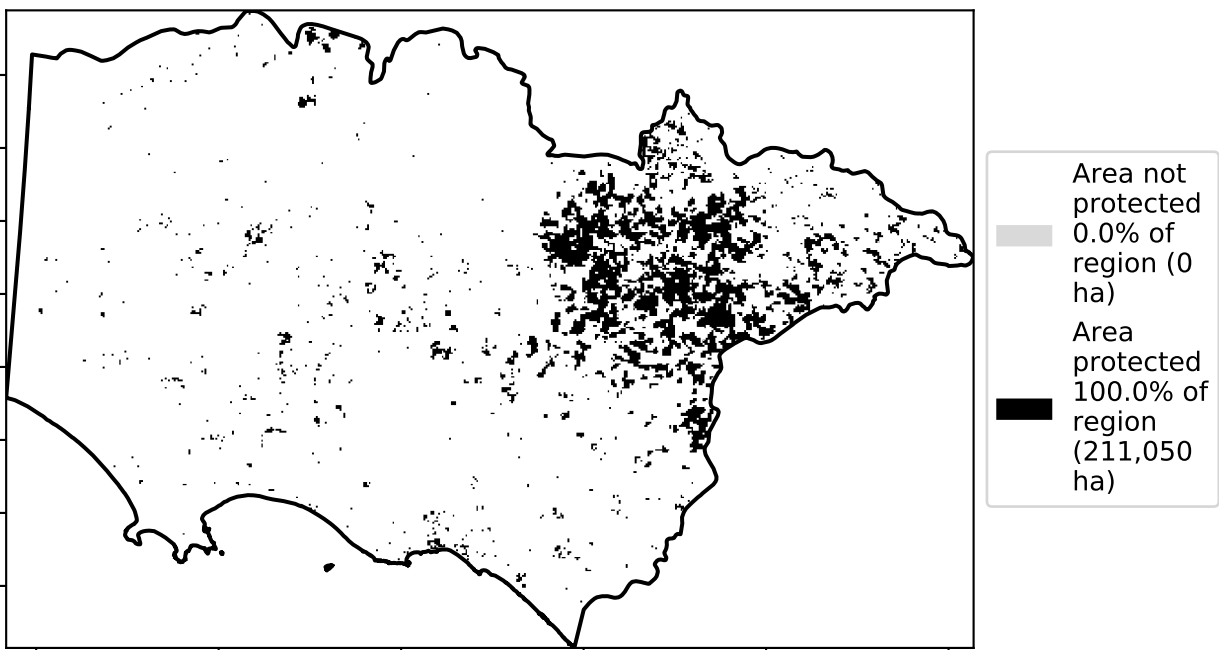 Area not
protected
0.0% of
region (0
ha)
Area
protected
100.0% of
region
(211,050
ha)